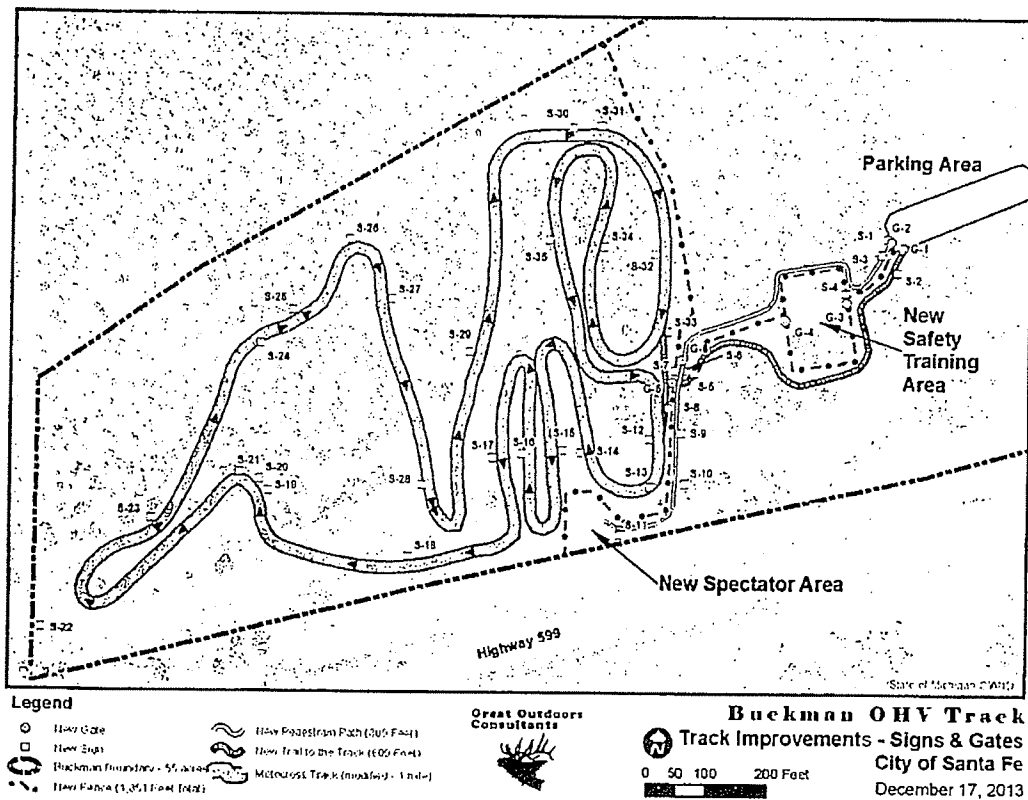 S-30
S-31
Parking Area
G-2
S-1
G-1
S-3
S-26
S-34
S-35
S-32
S-4
S-2
S-27
S-25
G-3
New
Safety
Training
Area
S-33
G-4
S-24
S-29
S-7
S-6
S-5
S-8
S-12
S-9
S-17
S-16
S-15
S-14
S-21
S-20
S-19
S-28
S-13
S-10
S-23
S-11
S-18
New Spectator Area
S-22
Highway 599
Legend
New Gate
New Sign
Buckman Boundary - 55 acres
New Pedestrian Path
New Trail to the Track
Motocross Track
Great Outdoors
Consultants
N
0 50 100 200 Feet
Buckman OHV Track
Track Improvements - Signs & Gates
City of Santa Fe
December 17, 2013